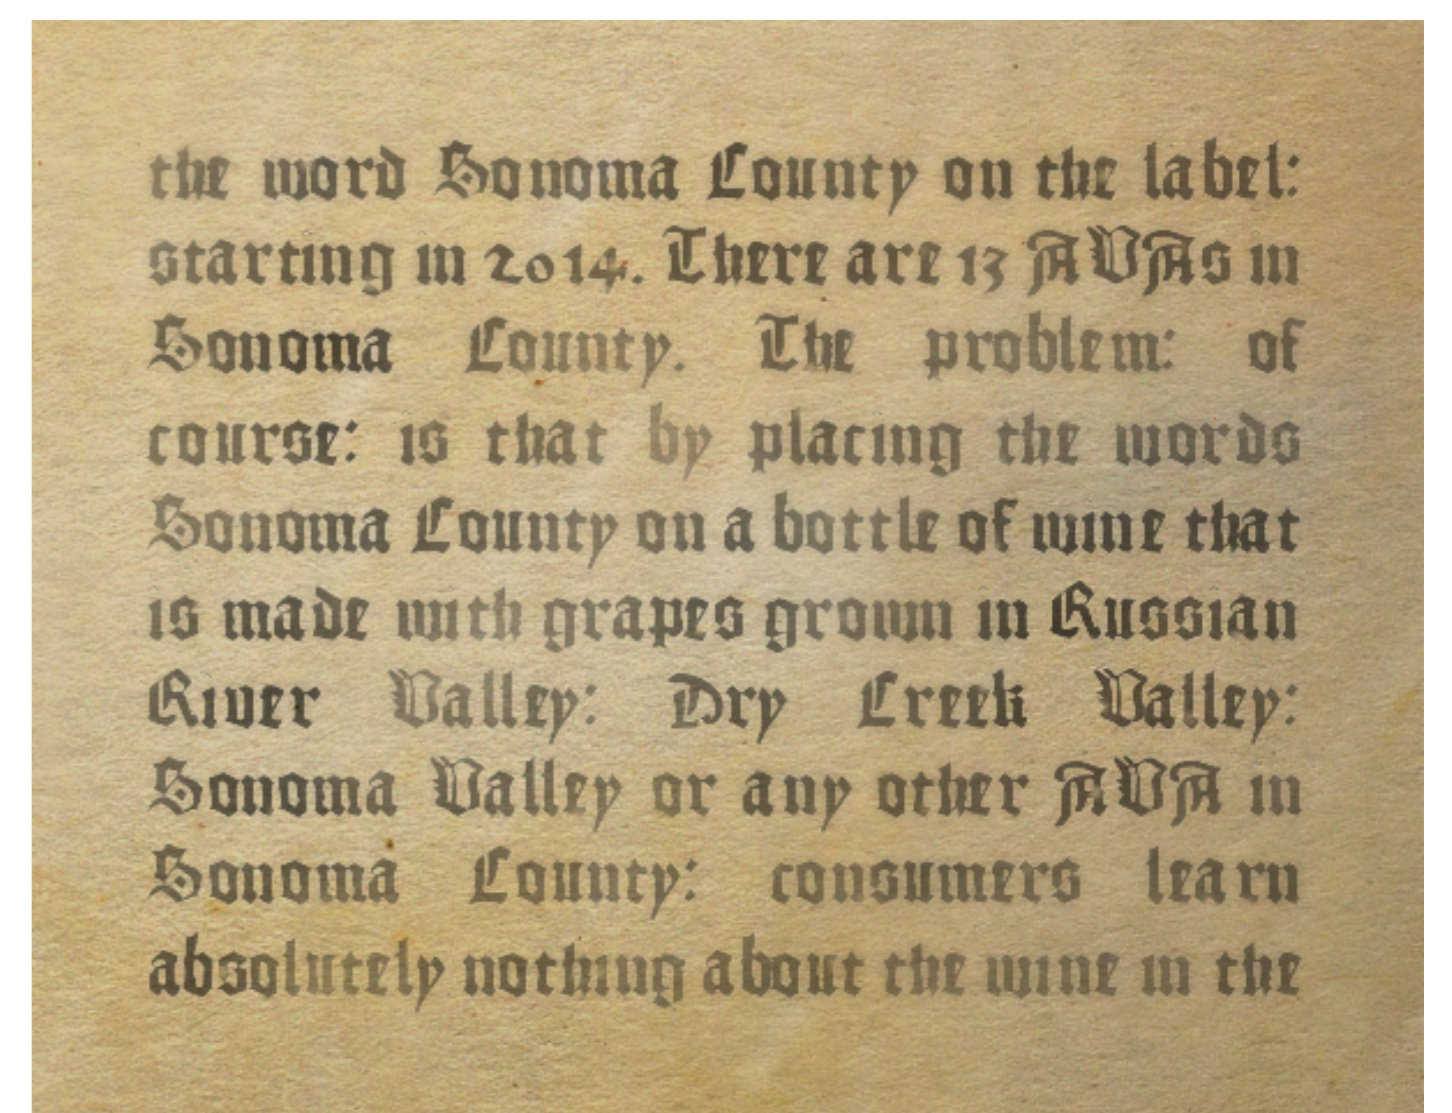 the word Sonoma County on the label:
starting in 2014. There are 13 AVAs in
Sonoma County. The problem: of
course: is that by placing the words
Sonoma County on a bottle of wine that
is made with grapes grown in Russian
River Valley: Dry Creek Valley:
Sonoma Valley or any other AVA in
Sonoma County: consumers learn
absolutely nothing about the wine in the